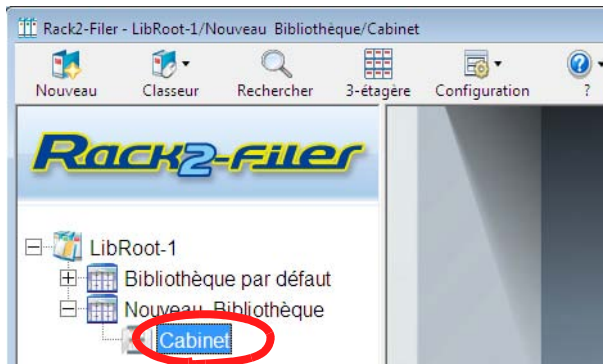 Rack2-Filer - LibRoot-1/Nouveau Bibliothèque/Cabinet
Nouveau Classeur Rechercher 3-étagère Configuration ?
Rack2-Filer
LibRoot-1
Bibliothèque par défaut
Nouveau Bibliothèque
Cabinet